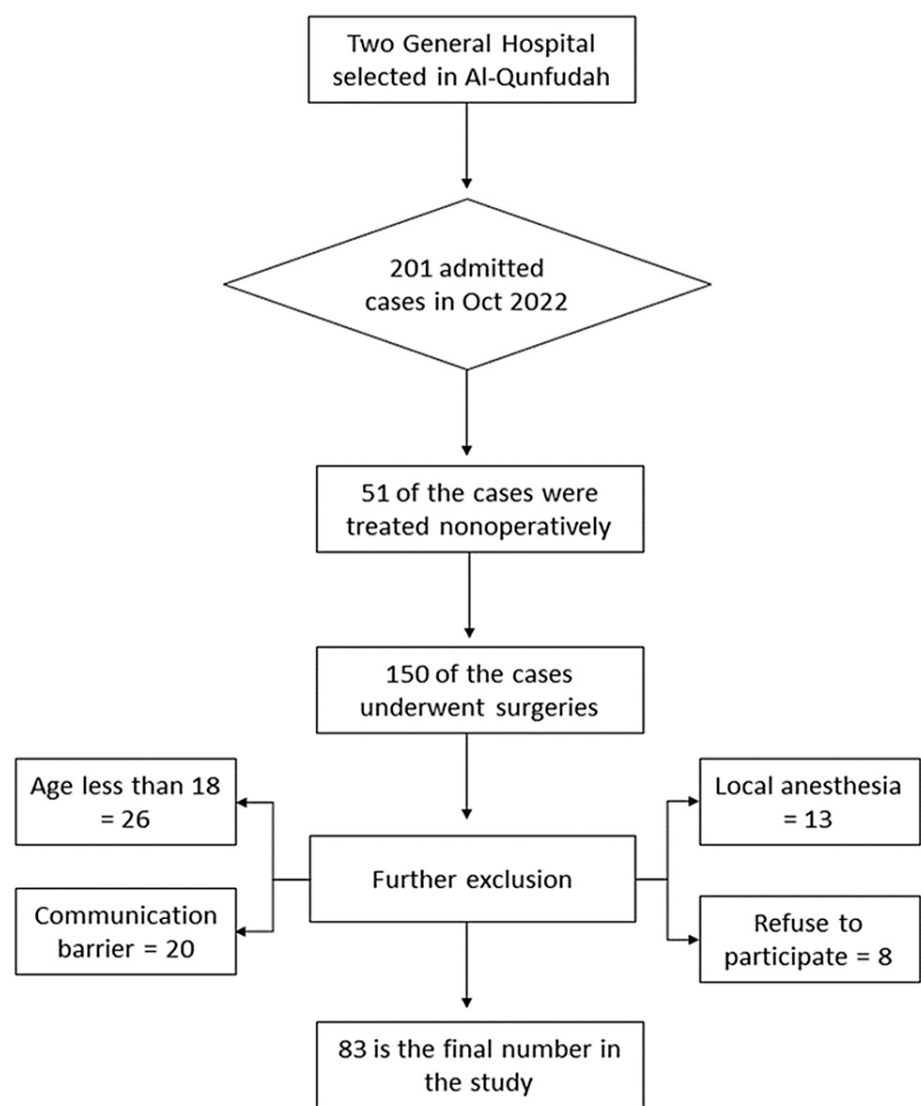 Two General Hospital
selected in Al-Qunfudah
201 admitted
cases in Oct 2022
51 of the cases were
treated nonoperatively
150 of the cases
underwent surgeries
Age less than 18
= 26
Communication
barrier = 20
Further exclusion
Local anesthesia
= 13
Refuse to
participate = 8
83 is the final number in
the study